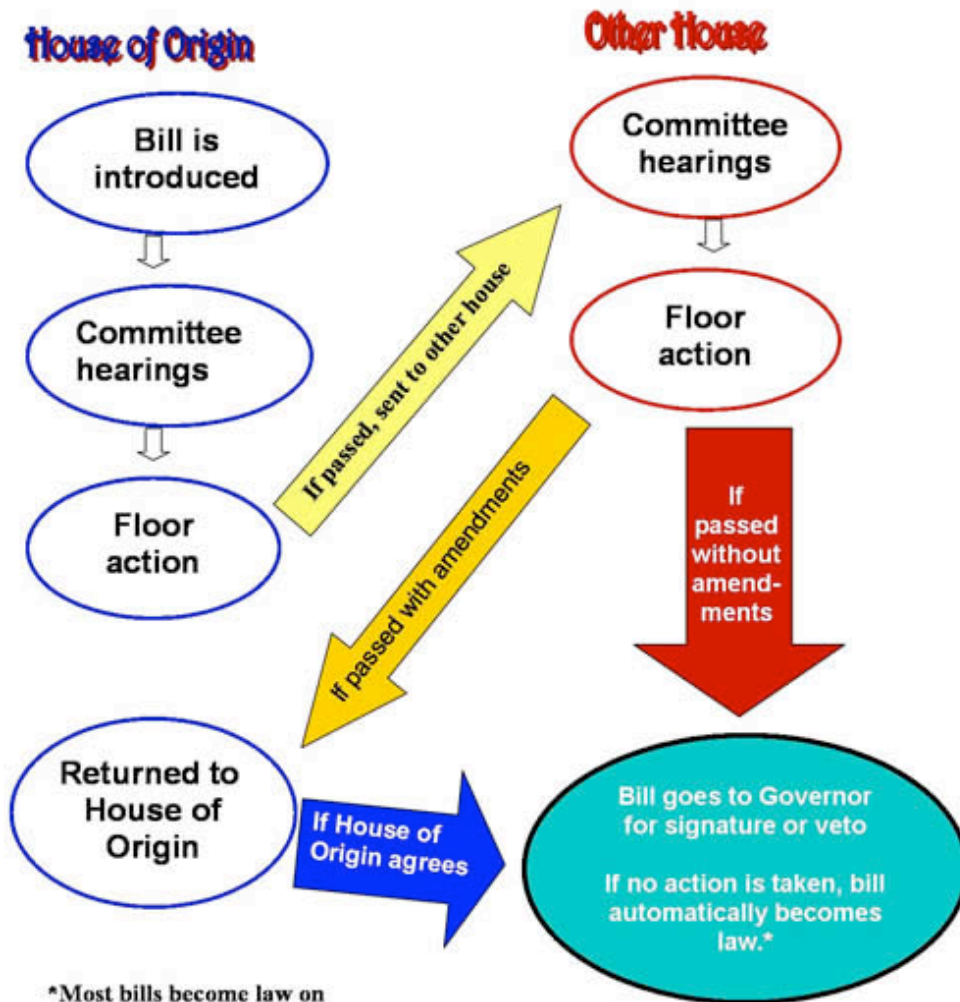 House of Origin
Bill is
introduced
Committee
hearings
Floor
action
If passed, sent to other house
Other House
Committee
hearings
Floor
action
If passed with amendments
If
passed
without
amend-
ments
Returned to
House of
Origin
If House of
Origin agrees
Bill goes to Governor
for signature or veto
If no action is taken, bill
automatically becomes
law.*
*Most bills become law on